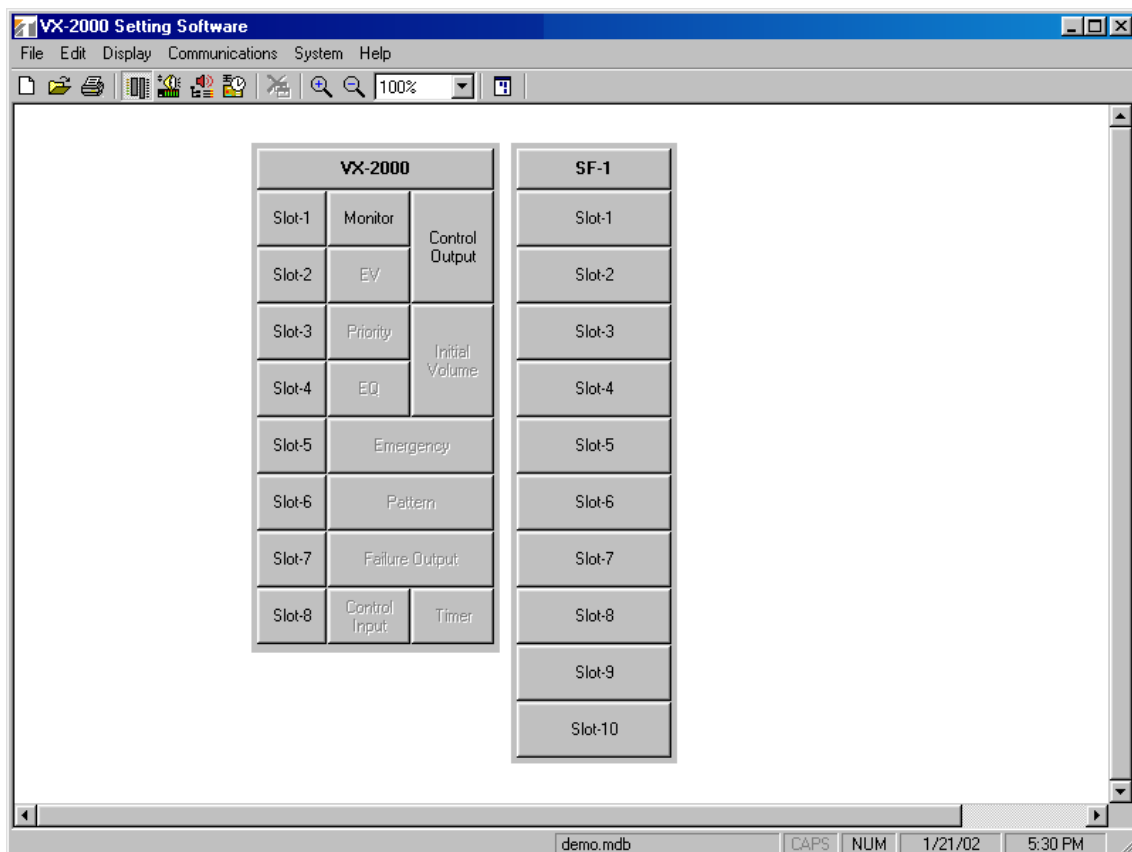 VX-2000 Setting Software
File Edit Display Communications System Help
100%
VX-2000
Slot-1 Monitor
Control
Output
Slot-2 EV
Slot-3 Priority
Initial
Volume
Slot-4 EQ
Slot-5 Emergency
Slot-6 Pattern
Slot-7 Failure Output
Slot-8
Control
Input
Timer
SF-1
Slot-1
Slot-2
Slot-3
Slot-4
Slot-5
Slot-6
Slot-7
Slot-8
Slot-9
Slot-10
demo.mdb CAPS NUM 1/21/02 5:30 PM